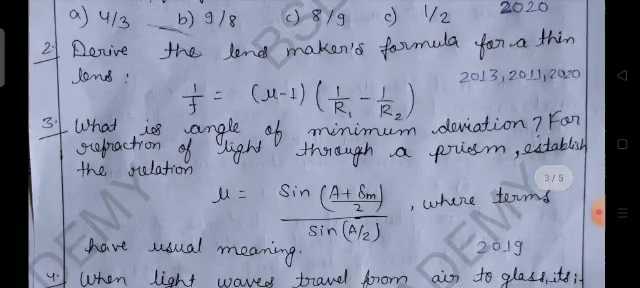 a) 4/3 b) 9/8 c) 8/9 c) 1/2 2020
2. Derive the lens maker's formula for a thin
lens : 2013, 2011, 2020
1/f = (μ-1) (1/R₁ - 1/R₂)
3. What is angle of minimum deviation? For
refraction of light through a prism, establish
the relation
3/5
μ = sin (A+δm/2) / sin(A/2) , where terms
have usual meaning. 2019
4. When light waves travel from air to glass, its
DEMY
DEMY